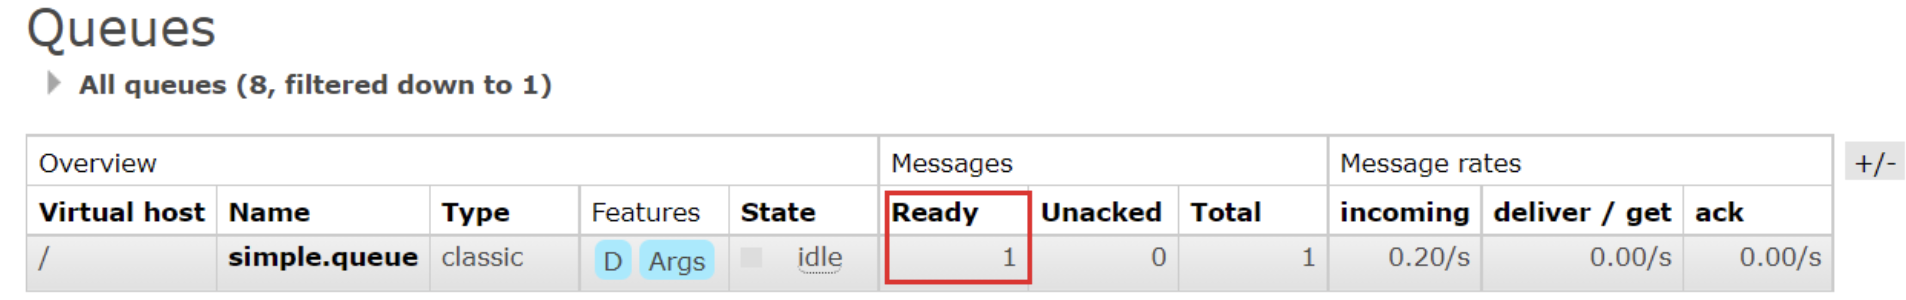 Queues
All queues (8, filtered down to 1)
Overview Messages Message rates +/-
Virtual host Name Type Features State Ready Unacked Total incoming deliver / get ack
/ simple.queue classic D Args idle 1 0 1 0.20/s 0.00/s 0.00/s